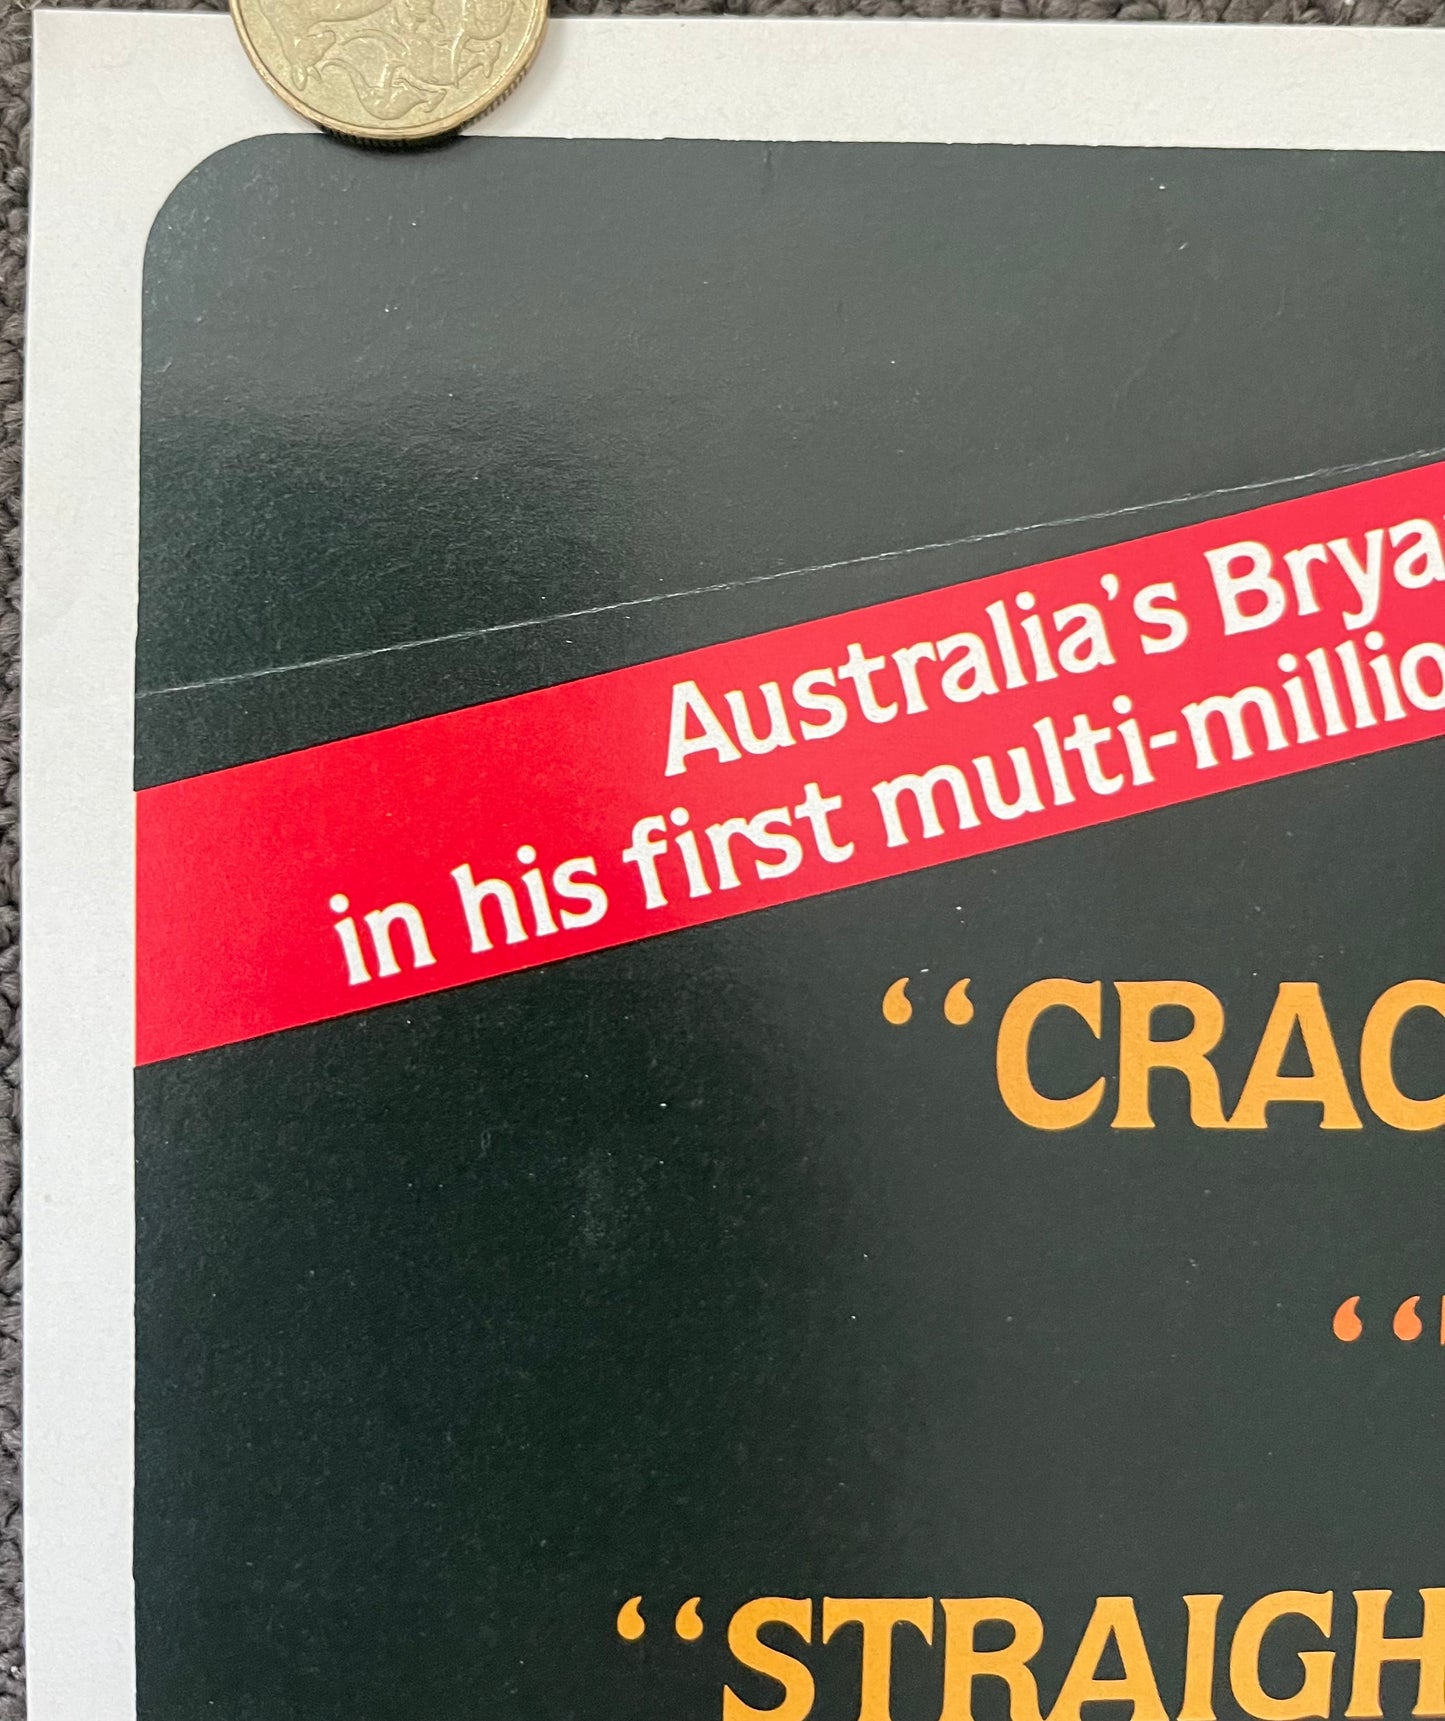 Australia's Brya
in his first multi-millio
“CRAC
“
“STRAIGH